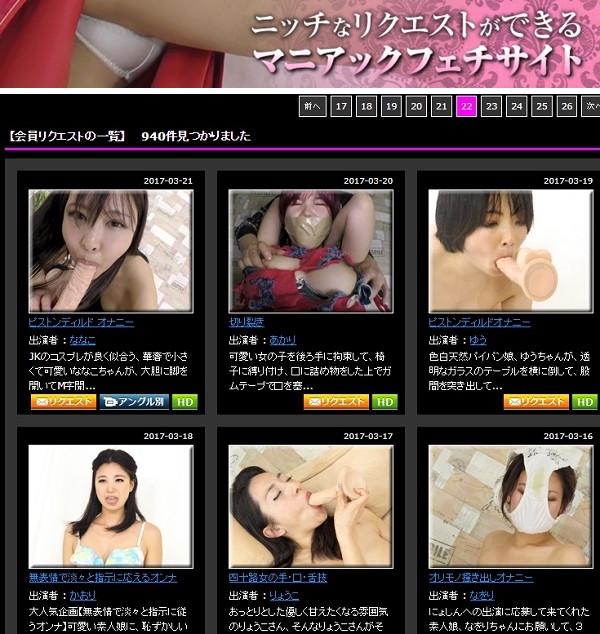 ニッチなリクエストができる
マニアックフェチサイト
前へ 17 18 19 20 21 22 23 24 25 26 次へ
【会員リクエストの一覧】 940件見つかりました
2017-03-21
ピストンディルド オナニー
出演者：ななこ
JKのコスプレが良く似合う、華奢で小さくて可愛いななこちゃんが、大胆に脚を開いてM字開...
リクエスト アングル別 HD
2017-03-20
切り裂き
出演者：あかり
可愛い女の子を後ろ手に拘束して、椅子に縛り付け、口に詰め物をした上でガムテープで口を塞...
リクエスト HD
2017-03-19
ピストンディルドオナニー
出演者：ゆう
色白天然パイパン娘、ゆうちゃんが、透明なガラスのテーブルを横に倒して、股間を突き出して...
リクエスト HD
2017-03-18
無表情で淡々と指示に応えるオンナ
出演者：かおり
大人気企画【無表情で淡々と指示に従うオンナ】可愛い素人娘に、恥ずかしい
2017-03-17
四十路女の手・口・舌技
出演者：りょうこ
おっとりとした優しく甘えたくなる雰囲気のりょうこさん、そんなりょうこさんがそ
2017-03-16
オリモノ掻き出しオナニー
出演者：なをり
にょしんへの出演に応募して来てくれた素人娘、なをりちゃんにお願いして、3